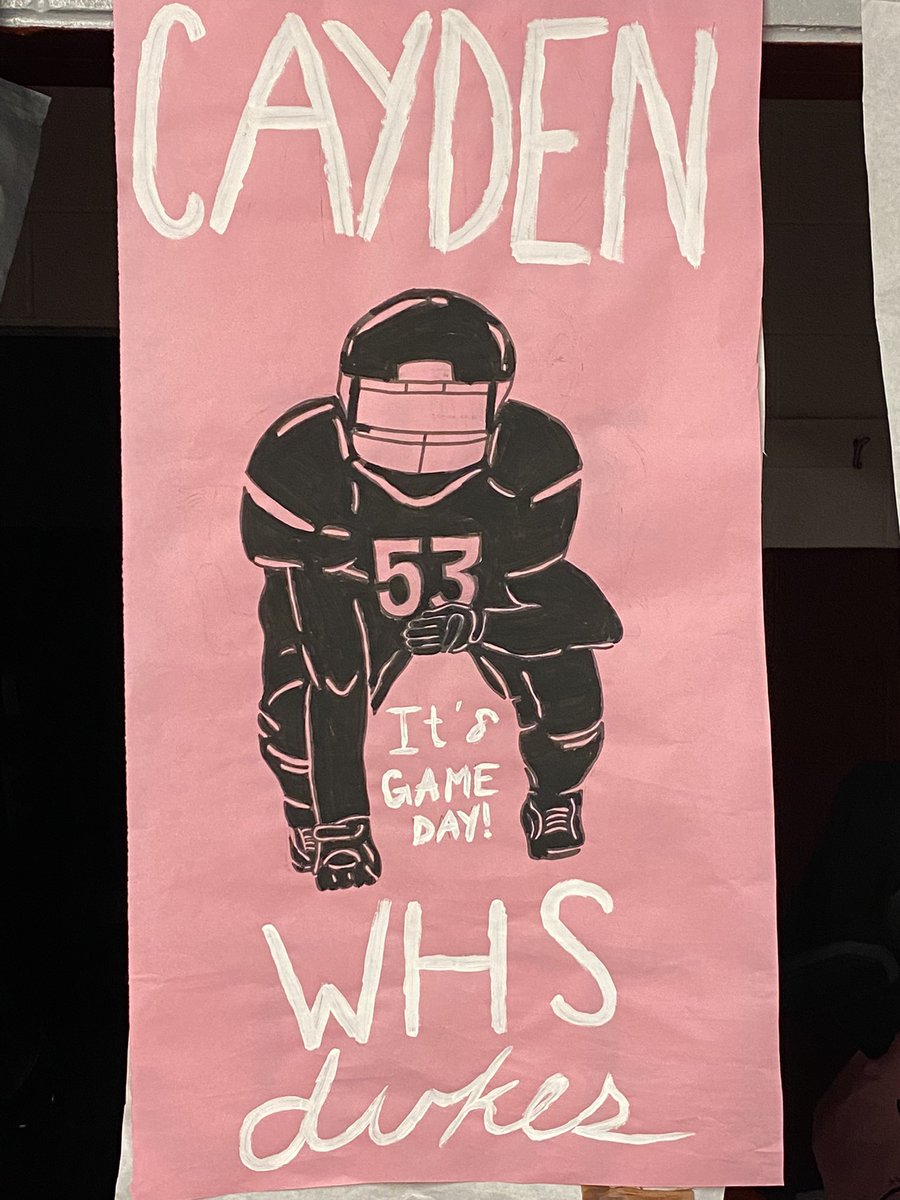 CAYDEN
53
It's
GAME
DAY!
WHS
dukes